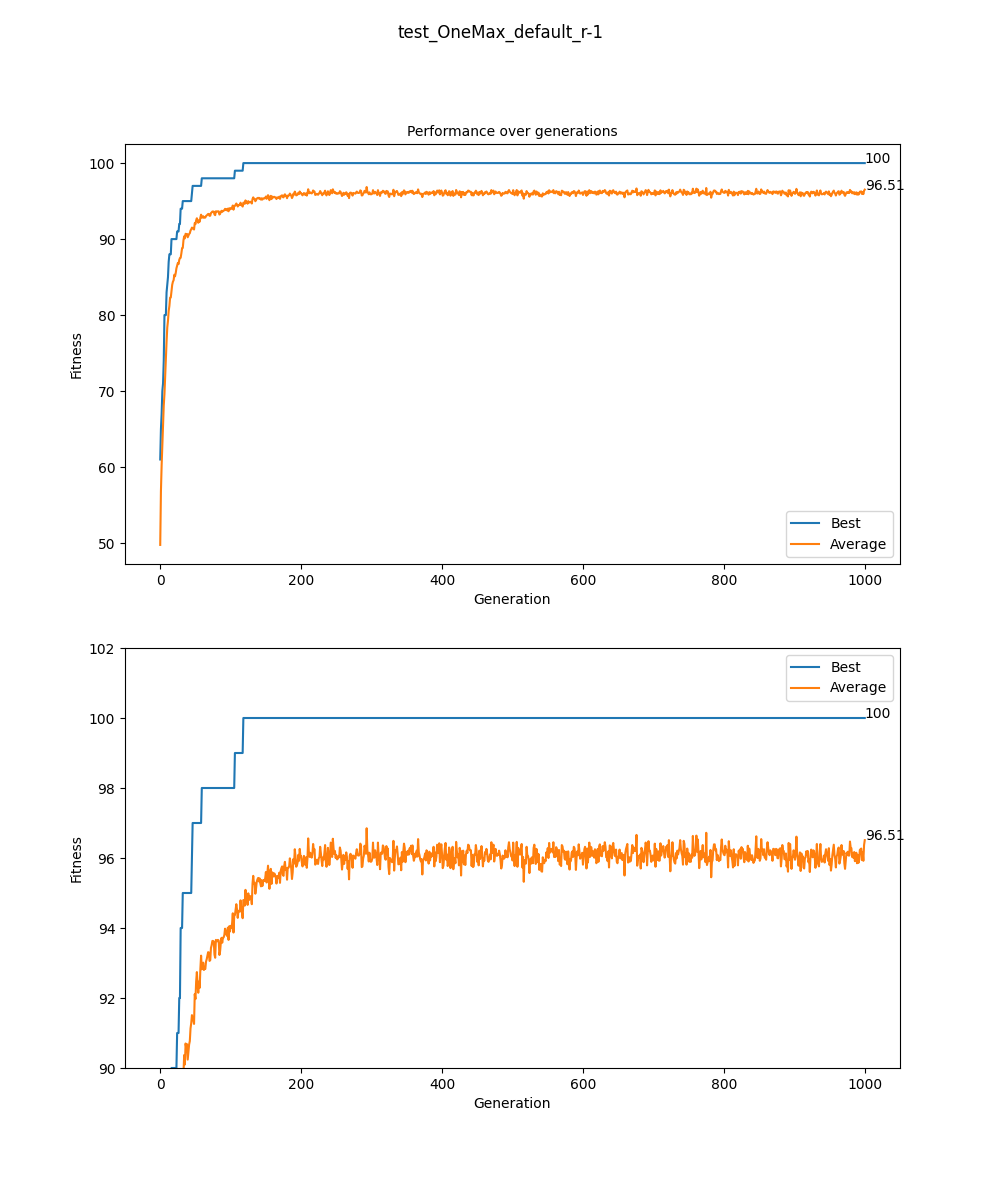 test_OneMax_default_r-1
Performance over generations
100
96.51
100
90
80
70
60
50
Fitness
Best
Average
0 200 400 600 800 1000
Generation
102
100
98
96
94
92
90
Fitness
Best
Average
100
96.51
0 200 400 600 800 1000
Generation